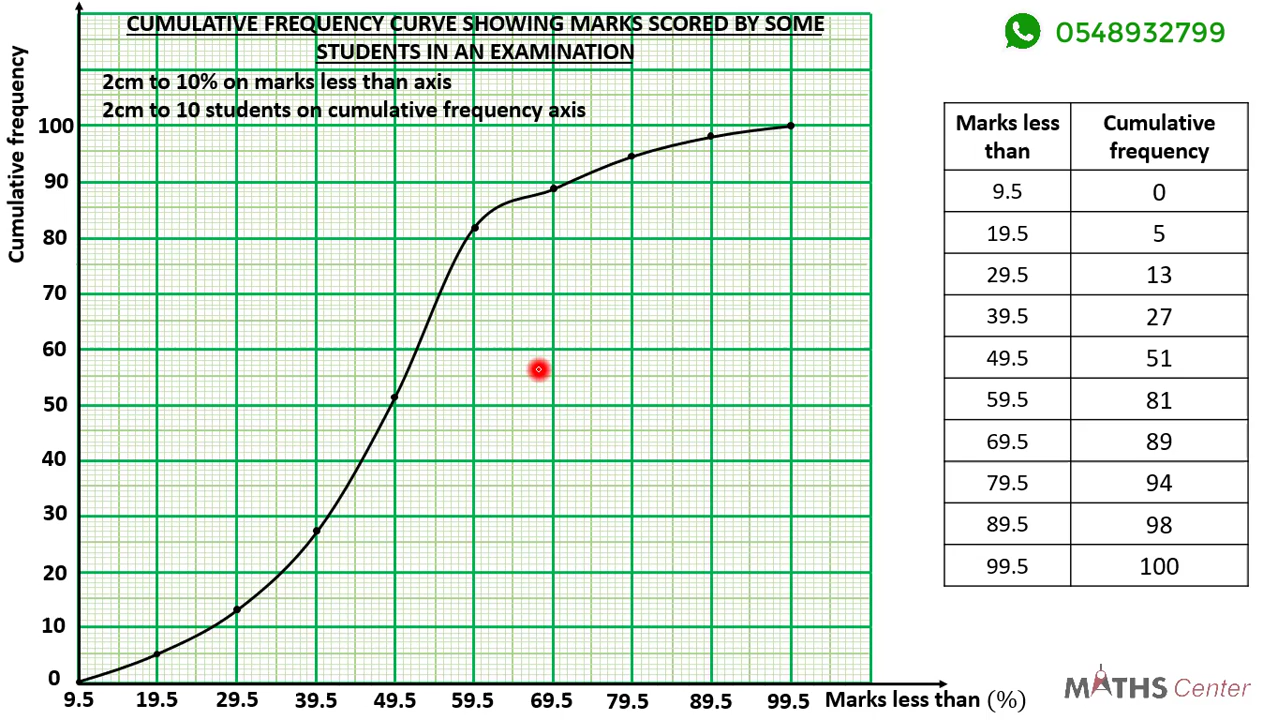 CUMULATIVE FREQUENCY CURVE SHOWING MARKS SCORED BY SOME
STUDENTS IN AN EXAMINATION
2cm to 10% on marks less than axis
2cm to 10 students on cumulative frequency axis
Cumulative frequency
100
90
80
70
60
50
40
30
20
10
0
9.5 19.5 29.5 39.5 49.5 59.5 69.5 79.5 89.5 99.5 Marks less than (%)
0548932799
Marks less than Cumulative frequency
9.5 0
19.5 5
29.5 13
39.5 27
49.5 51
59.5 81
69.5 89
79.5 94
89.5 98
99.5 100
MATHS Center